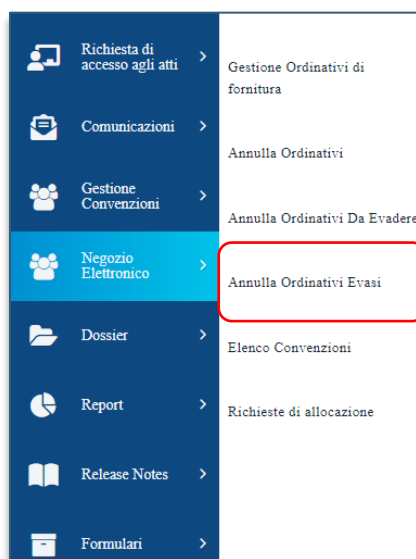 Richiesta di
accesso agli atti
Comunicazioni
Gestione
Convenzioni
Negozio
Elettronico
Dossier
Report
Release Notes
Formulari
Gestione Ordinativi di
fornitura
Annulla Ordinativi
Annulla Ordinativi Da Evadere
Annulla Ordinativi Evasi
Elenco Convenzioni
Richieste di allocazione